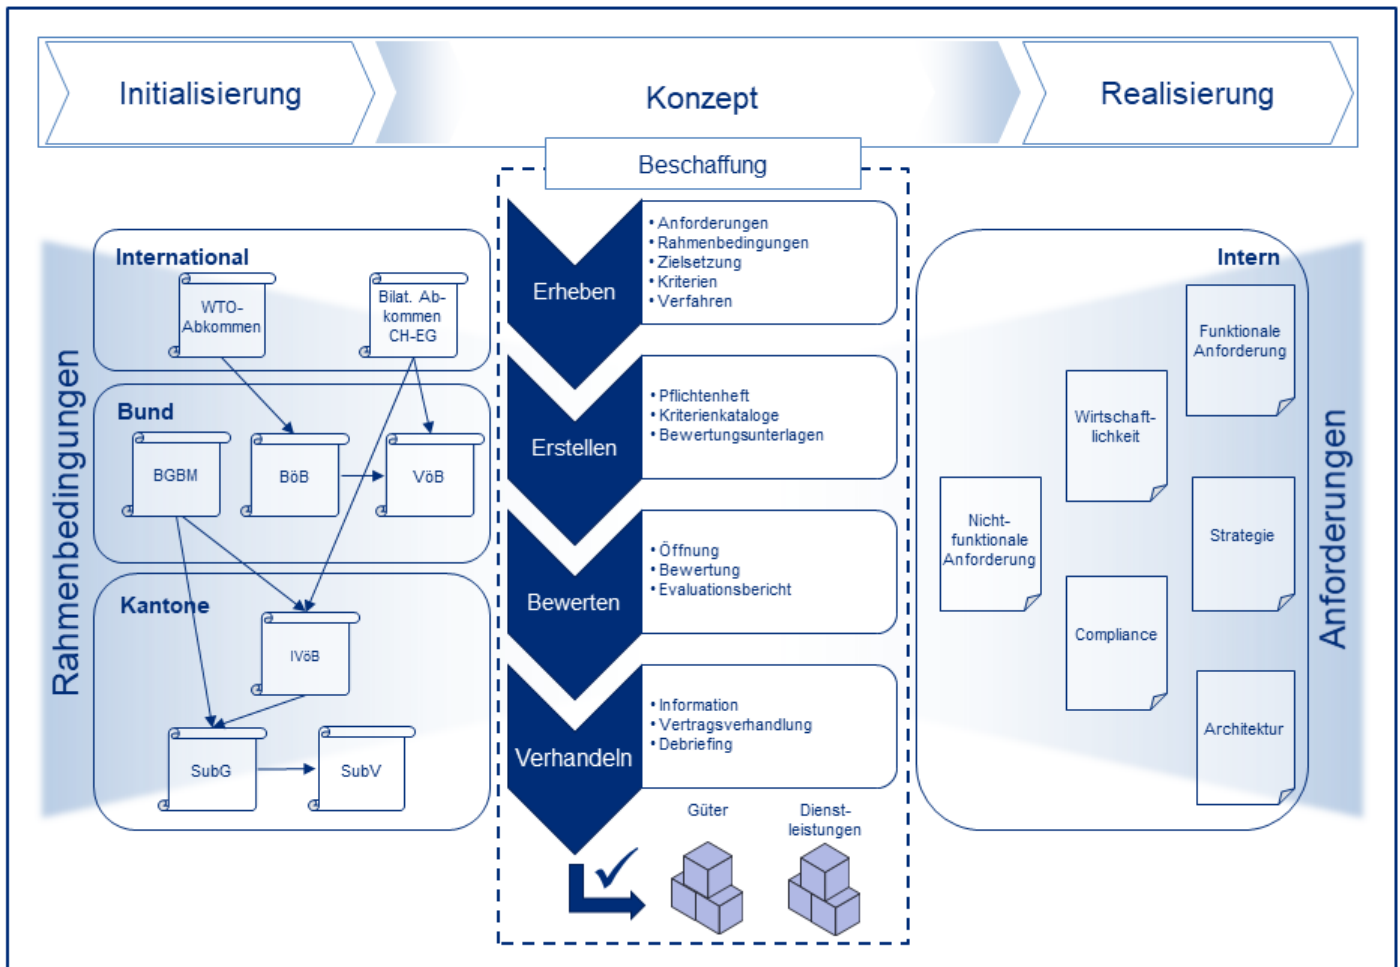 Initialisierung
Konzept
Realisierung
Beschaffung
Rahmenbedingungen
International
WTO-
Abkommen
Bilat. Ab-
kommen
CH-EG
Bund
BGBM
BöB
VöB
Kantone
IVöB
SubG
SubV
Erheben
• Anforderungen
• Rahmenbedingungen
• Zielsetzung
• Kriterien
• Verfahren
Erstellen
• Pflichtenheft
• Kriterienkataloge
• Bewertungsunterlagen
Bewerten
• Öffnung
• Bewertung
• Evaluationsbericht
Verhandeln
• Information
• Vertragsverhandlung
• Debriefing
Güter
Dienst-
leistungen
Intern
Funktionale
Anforderung
Wirtschaft-
lichkeit
Nicht-
funktionale
Anforderung
Strategie
Compliance
Architektur
Anforderungen